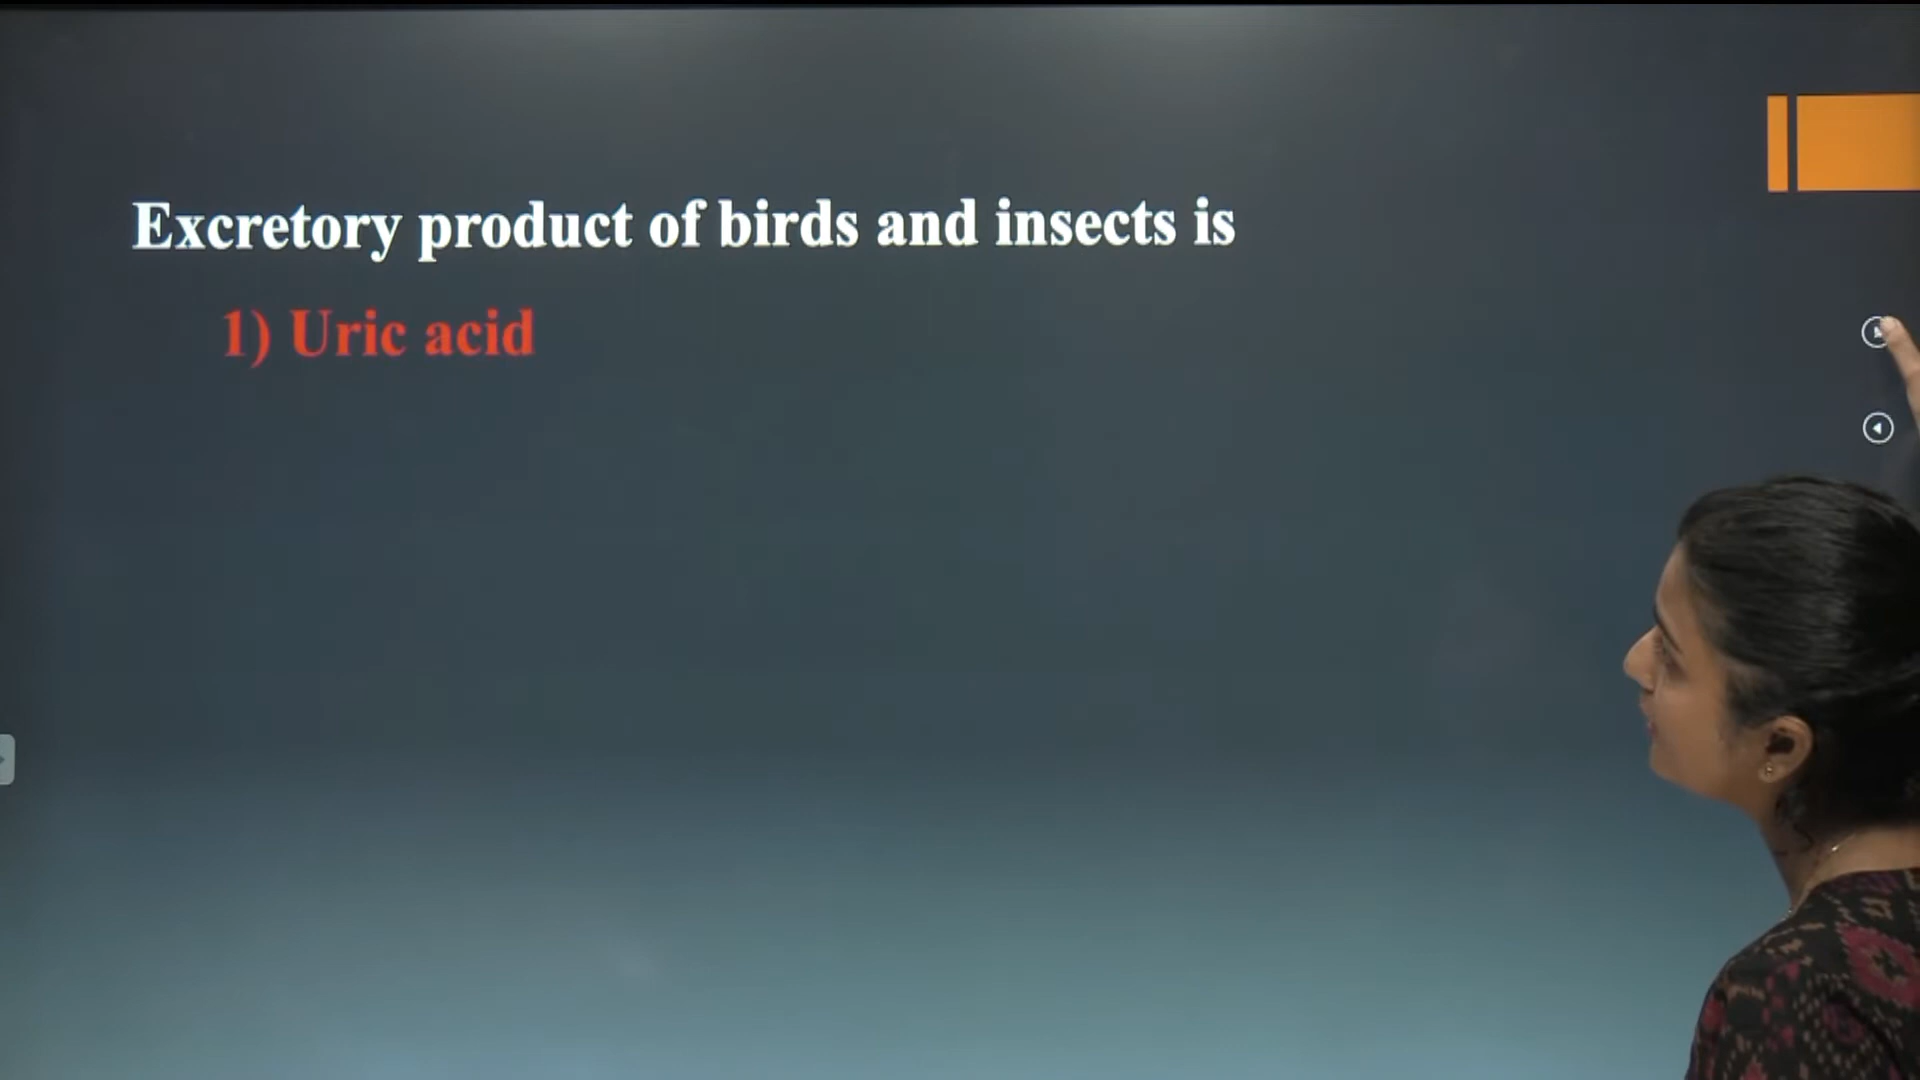 Excretory product of birds and insects is
1) Uric acid